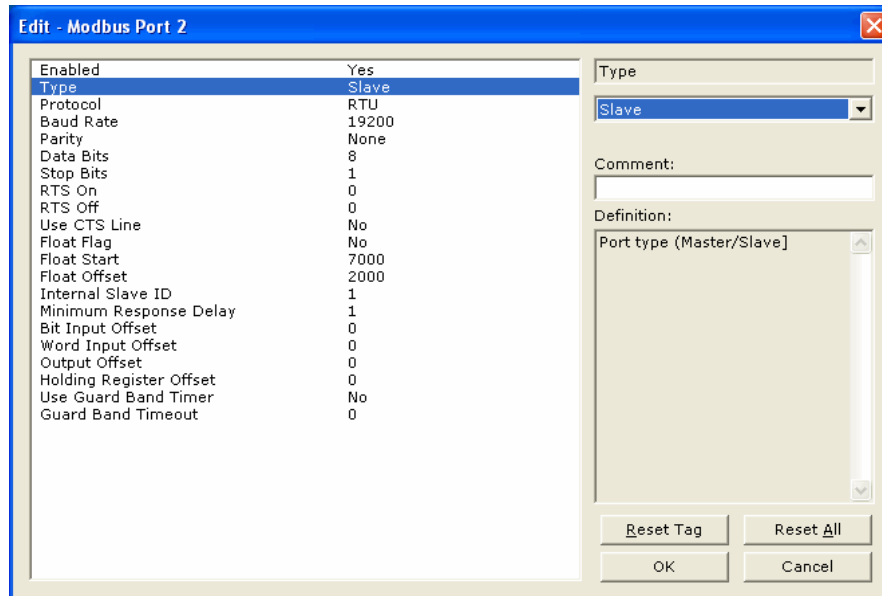 Edit - Modbus Port 2
Enabled Yes
Type Slave
Protocol RTU
Baud Rate 19200
Parity None
Data Bits 8
Stop Bits 1
RTS On 0
RTS Off 0
Use CTS Line No
Float Flag No
Float Start 7000
Float Offset 2000
Internal Slave ID 1
Minimum Response Delay 1
Bit Input Offset 0
Word Input Offset 0
Output Offset 0
Holding Register Offset 0
Use Guard Band Timer No
Guard Band Timeout 0
Type
Slave
Comment:
Definition:
Port type (Master/Slave]
Reset Tag Reset All
OK Cancel